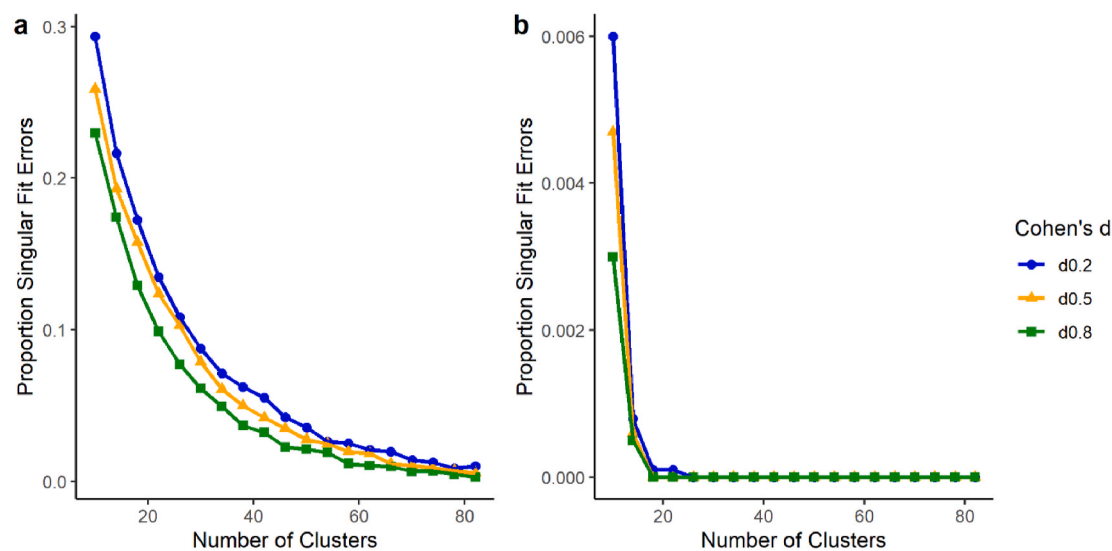 a
0.3
0.2
0.1
0.0
Proportion Singular Fit Errors
20
40
60
80
Number of Clusters
b
0.006
0.004
0.002
0.000
Proportion Singular Fit Errors
20
40
60
80
Number of Clusters
Cohen's d
d0.2
d0.5
d0.8